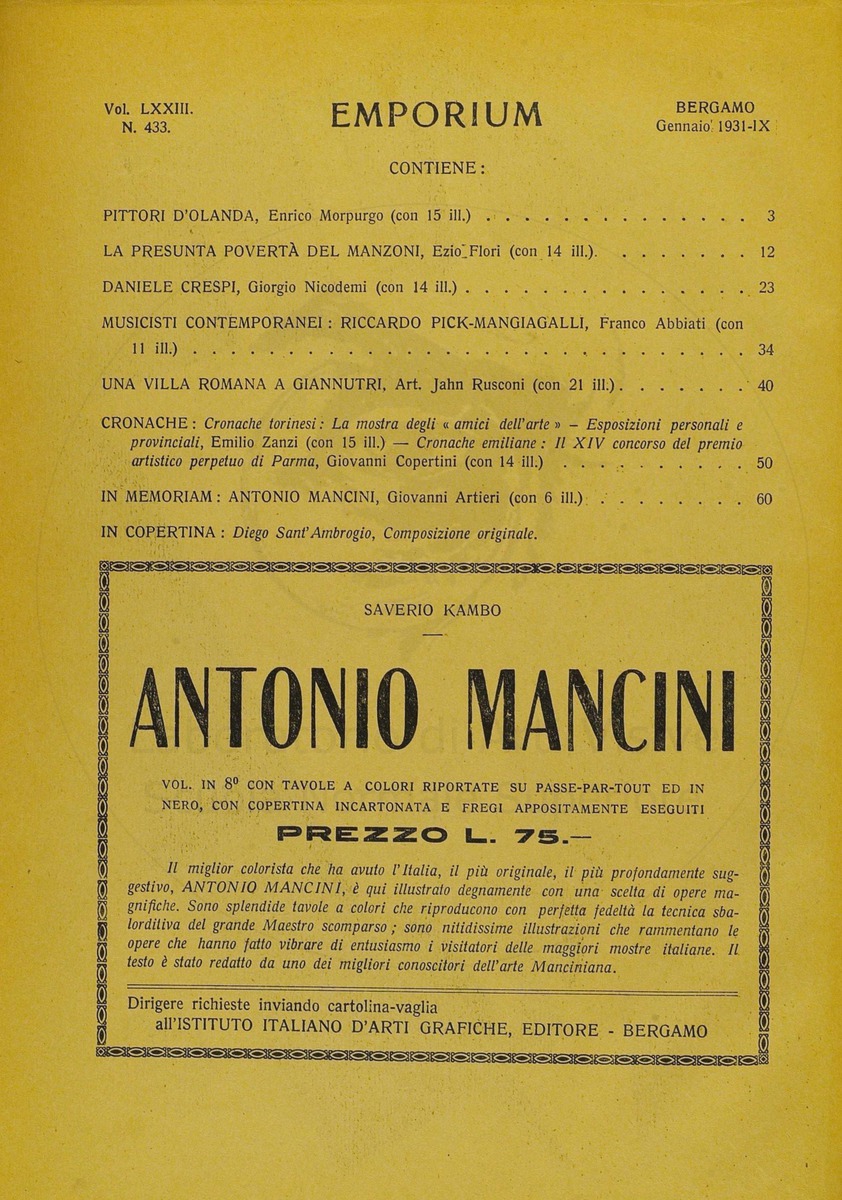 Vol. LXXIII.
N. 433.
EMPORIUM
BERGAMO
Gennaio 1931-IX
CONTIENE :
PITTORI D'OLANDA, Enrico Morpurgo (con 15 ill.) . . . . . . . . . . . . . . 3
LA PRESUNTA POVERTÀ DEL MANZONI, Ezio Flori (con 14 ill.). . . . . . . . 12
DANIELE CRESPI, Giorgio Nicodemi (con 14 ill.) . . . . . . . . . . . . . . . 23
MUSICISTI CONTEMPORANEI : RICCARDO PICK-MANGIAGALLI, Franco Abbiati (con
11 ill.) . . . . . . . . . . . . . . . . . . . . . . . . . . . . . 34
UNA VILLA ROMANA A GIANNUTRI, Art. Jahn Rusconi (con 21 ill.) . . . . . . . 40
CRONACHE : Cronache torinesi : La mostra degli « amici dell'arte » – Esposizioni personali e
provinciali, Emilio Zanzi (con 15 ill.) — Cronache emiliane : Il XIV concorso del premio
artistico perpetuo di Parma, Giovanni Copertini (con 14 ill.) . . . . . . . . . . 50
IN MEMORIAM : ANTONIO MANCINI, Giovanni Artieri (con 6 ill.) . . . . . . . . 60
IN COPERTINA : Diego Sant'Ambrogio, Composizione originale.
SAVERIO KAMBO
ANTONIO MANCINI
VOL. IN 8º CON TAVOLE A COLORI RIPORTATE SU PASSE-PAR-TOUT ED IN
NERO, CON COPERTINA INCARTONATA E FREGI APPOSITAMENTE ESEGUITI
PREZZO L. 75.—
Il miglior colorista che ha avuto l'Italia, il più originale, il più profondamente sug-
gestivo, ANTONIO MANCINI, è qui illustrato degnamente con una scelta di opere ma-
gnifiche. Sono splendide tavole a colori che riproducono con perfetta fedeltà la tecnica sba-
lorditiva del grande Maestro scomparso ; sono nitidissime illustrazioni che rammentano le
opere che hanno fatto vibrare di entusiasmo i visitatori delle maggiori mostre italiane. Il
testo è stato redatto da uno dei migliori conoscitori dell'arte Manciniana.
Dirigere richieste inviando cartolina-vaglia
all'ISTITUTO ITALIANO D'ARTI GRAFICHE, EDITORE - BERGAMO